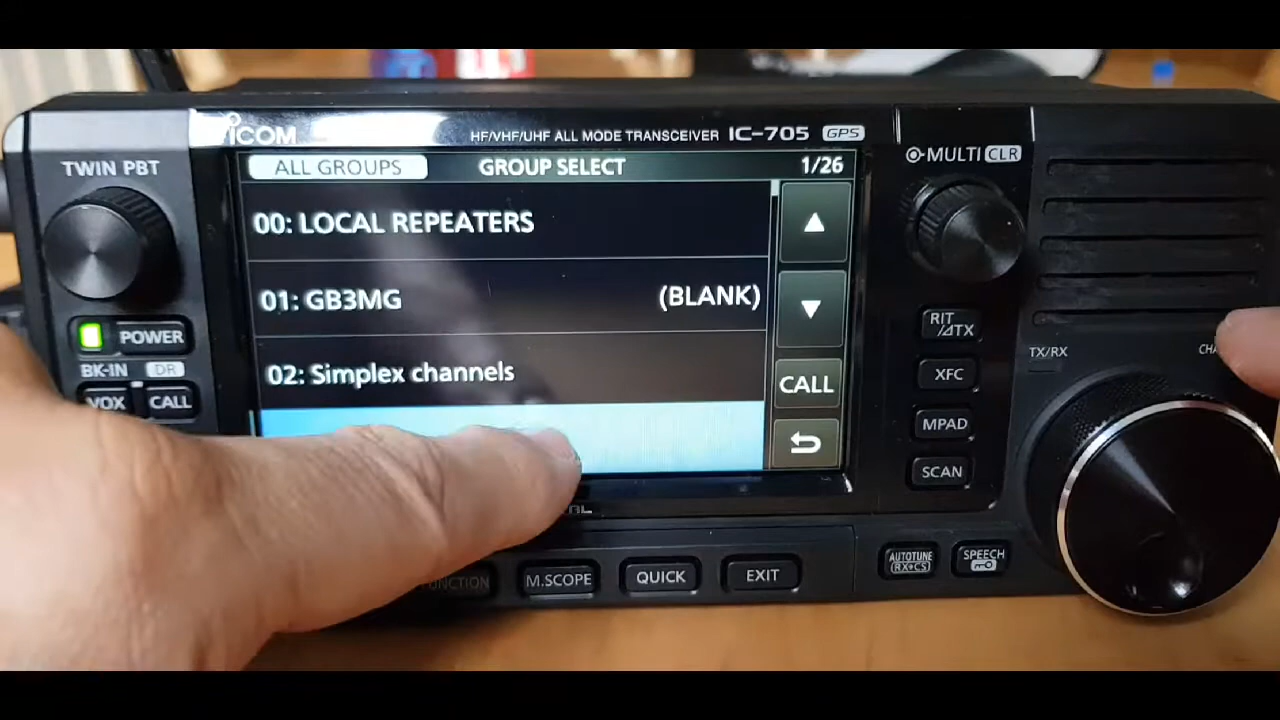 ICOM
HF/VHF/UHF ALL MODE TRANSCEIVER IC-705 GPS
TWIN PBT
MULTI CLR
ALL GROUPS GROUP SELECT 1/26
00: LOCAL REPEATERS
01: GB3MG (BLANK)
02: Simplex channels
CALL
POWER
BK-IN DR
VOX CALL
RIT
/ΔTX
XFC
MPAD
SCAN
TX/RX
FUNCTION M.SCOPE QUICK EXIT
AUTOTUNE
RX→CS
SPEECH